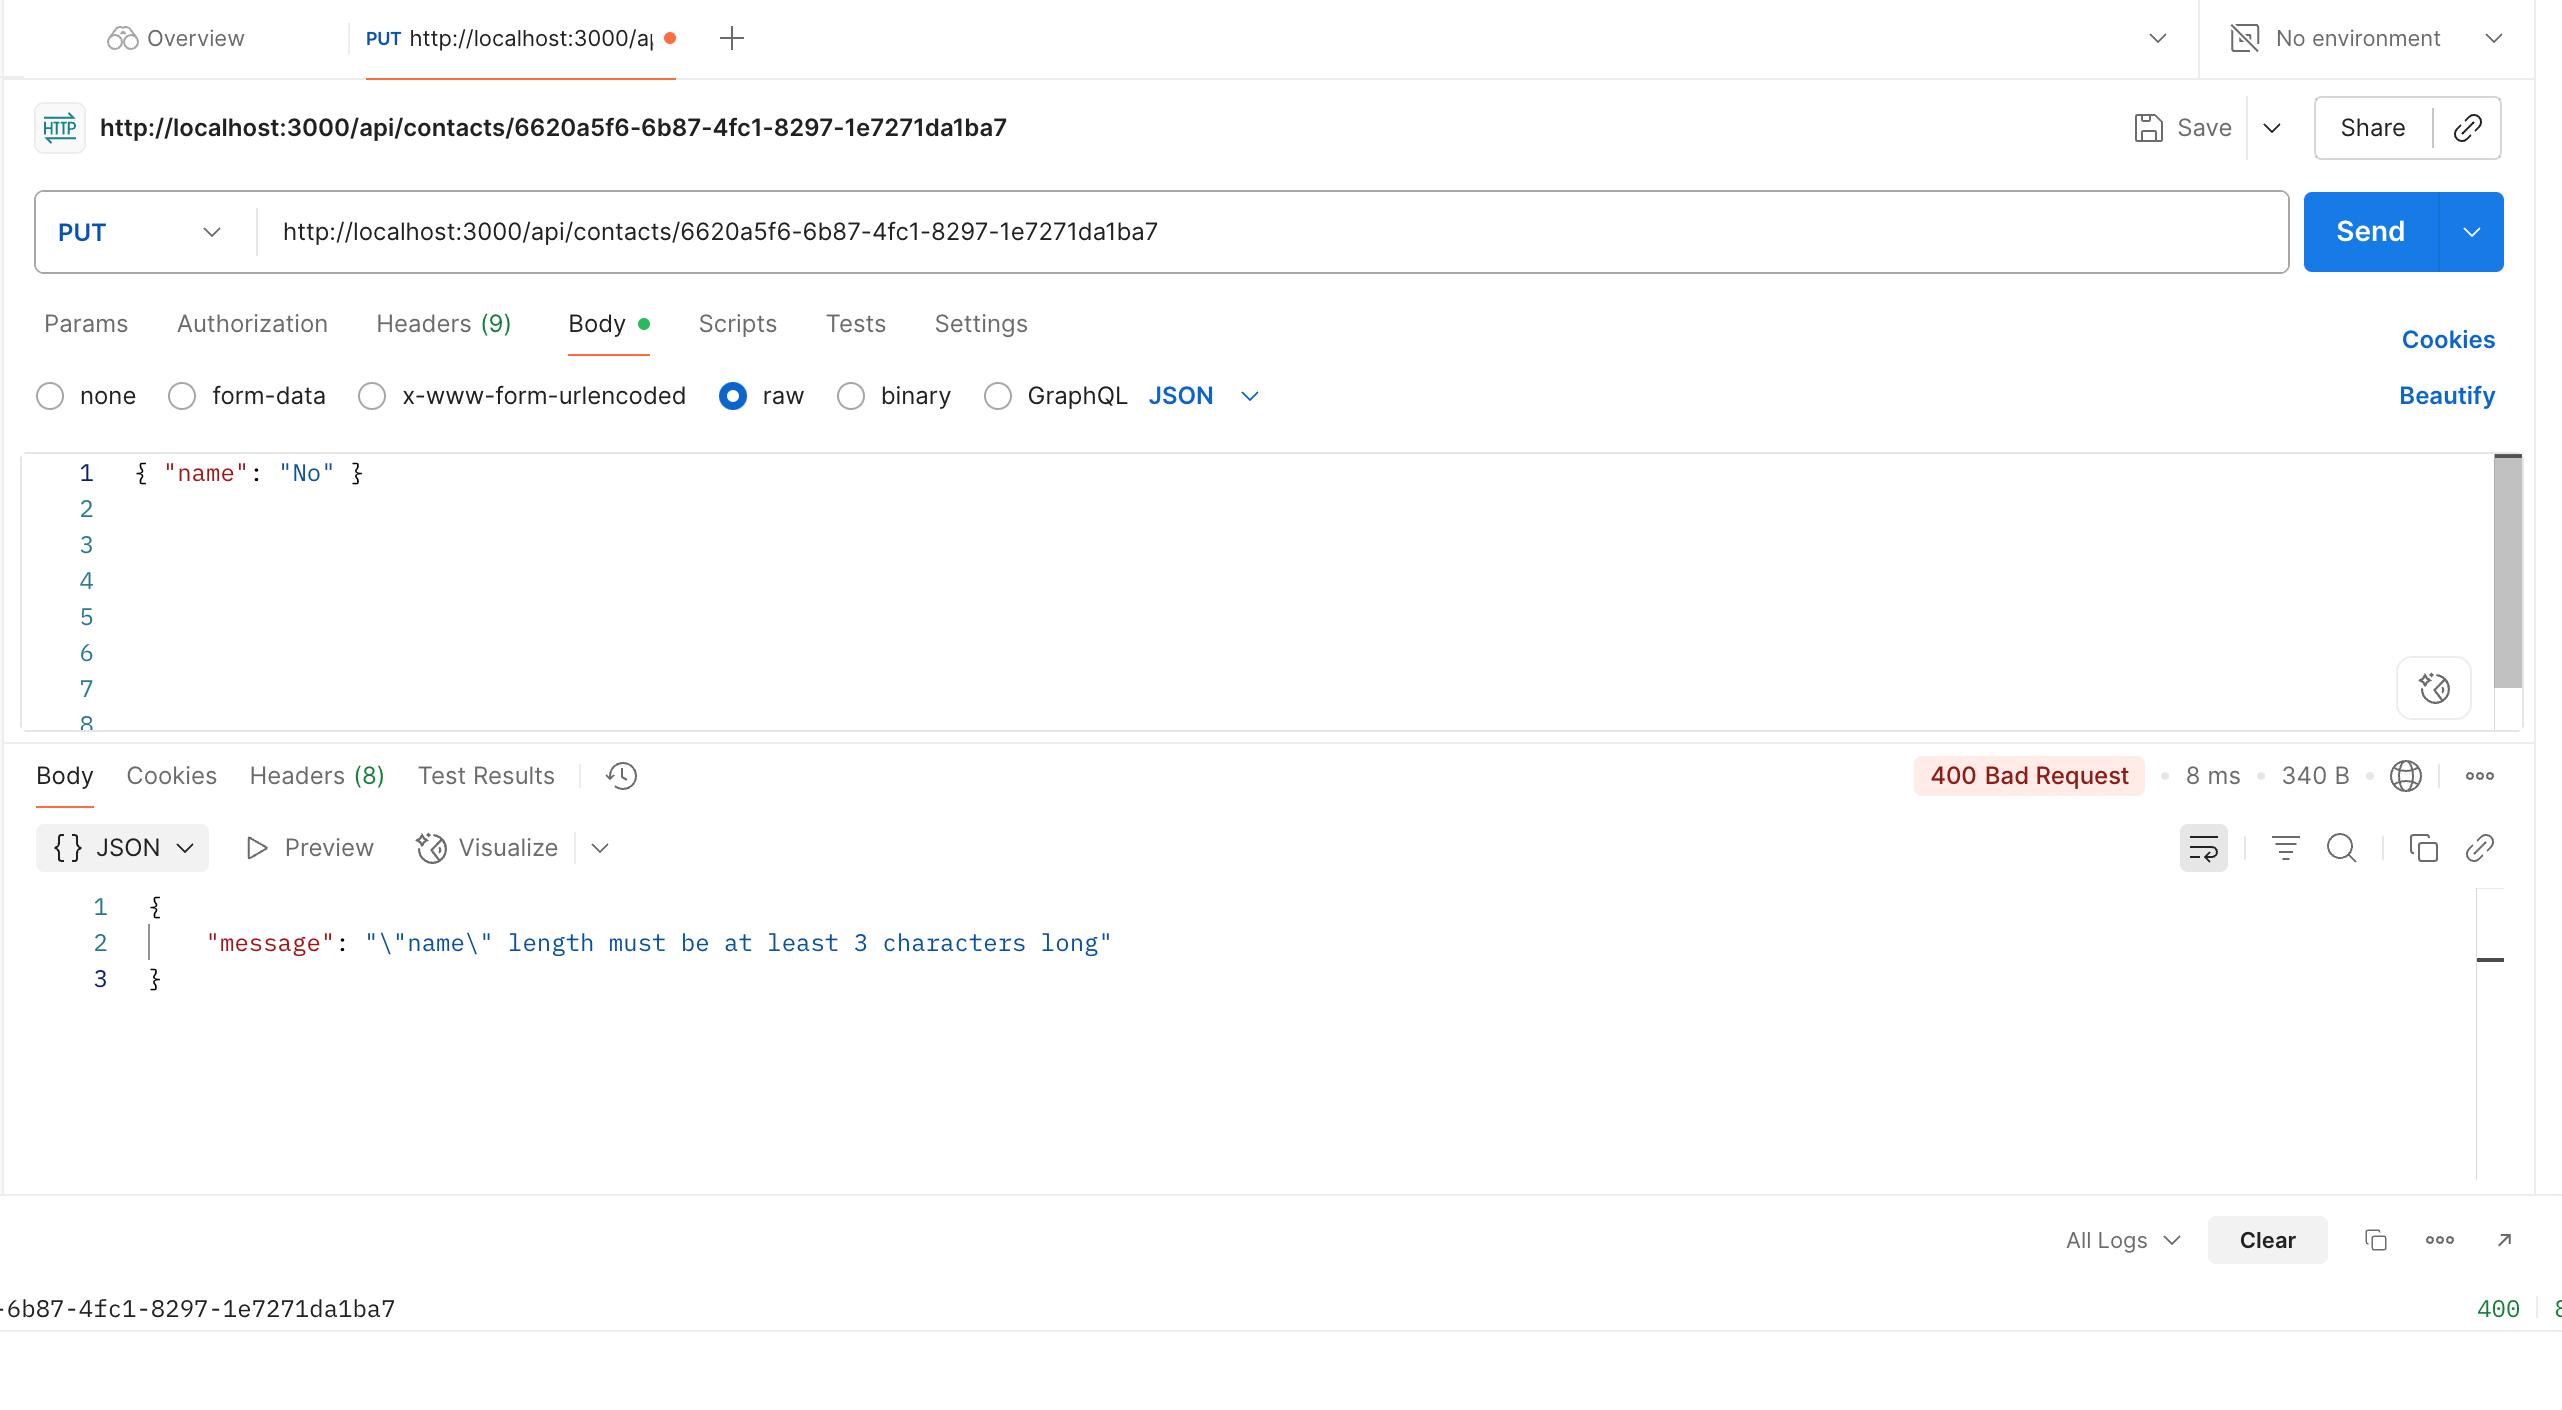 Overview
PUT http://localhost:3000/ap
No environment
HTTP http://localhost:3000/api/contacts/6620a5f6-6b87-4fc1-8297-1e7271da1ba7
Save
Share
PUT http://localhost:3000/api/contacts/6620a5f6-6b87-4fc1-8297-1e7271da1ba7
Send
Params Authorization Headers (9) Body Scripts Tests Settings
Cookies
none form-data x-www-form-urlencoded raw binary GraphQL JSON
Beautify
1 { "name": "No" }
2
3
4
5
6
7
8
Body Cookies Headers (8) Test Results
400 Bad Request • 8 ms • 340 B
{} JSON Preview Visualize
1 {
2 "message": "\"name\" length must be at least 3 characters long"
3 }
All Logs Clear
-6b87-4fc1-8297-1e7271da1ba7
400